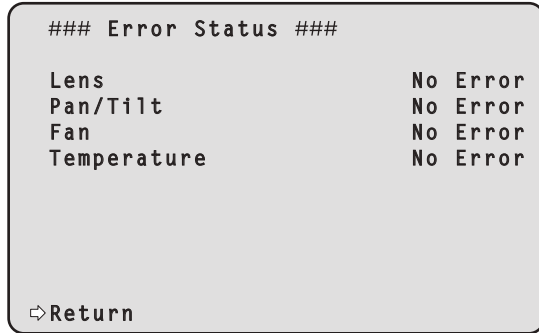 ### Error Status ###
Lens No Error
Pan/Tilt No Error
Fan No Error
Temperature No Error
⇨Return